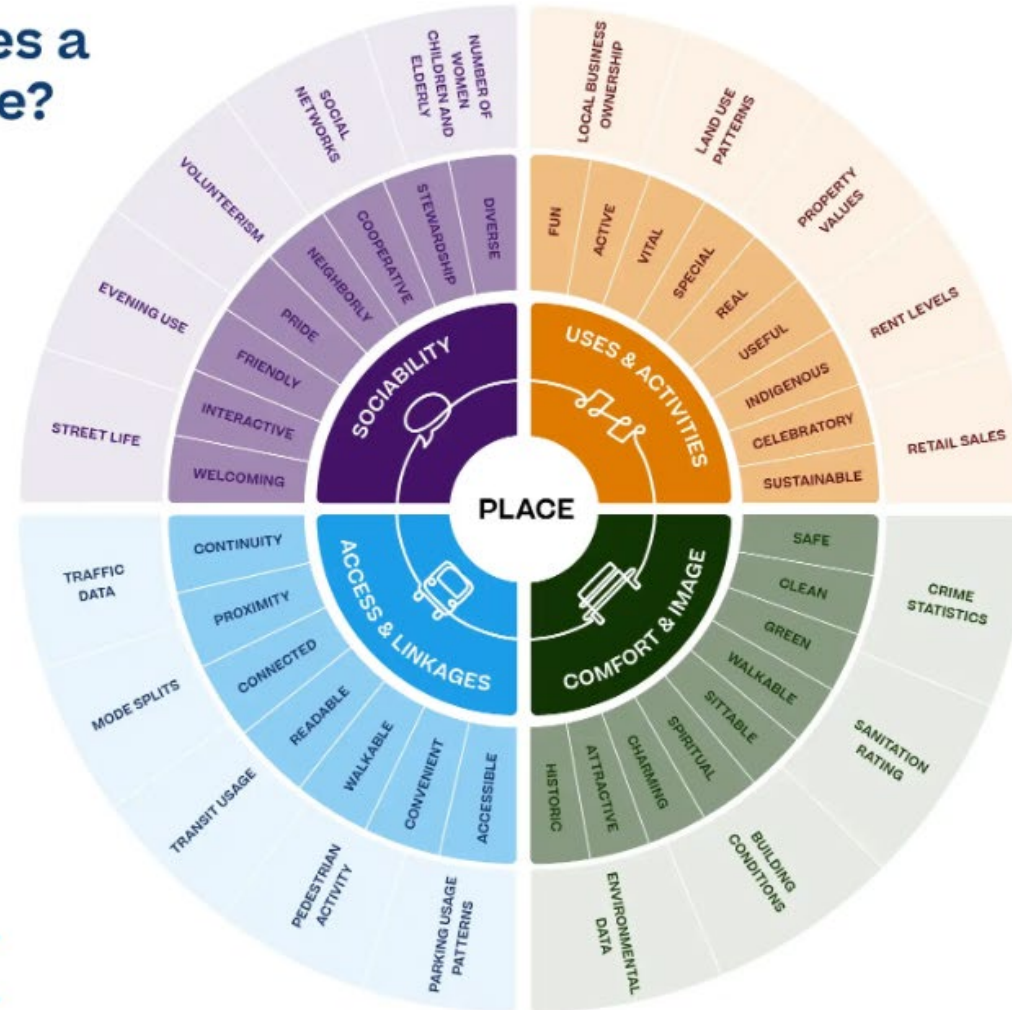 es a
e?
NUMBER OF
WOMEN
CHILDREN AND
ELDERLY
SOCIAL
NETWORKS
VOLUNTEERISM
EVENING USE
STREET LIFE
DIVERSE
STEWARDSHIP
COOPERATIVE
NEIGHBORLY
PRIDE
FRIENDLY
INTERACTIVE
WELCOMING
SOCIABILITY
LOCAL BUSINESS
OWNERSHIP
LAND USE
PATTERNS
PROPERTY
VALUES
RENT LEVELS
RETAIL SALES
FUN
ACTIVE
VITAL
SPECIAL
REAL
USEFUL
INDIGENOUS
CELEBRATORY
SUSTAINABLE
USES & ACTIVITIES
PLACE
ACCESS & LINKAGES
CONTINUITY
PROXIMITY
CONNECTED
READABLE
WALKABLE
CONVENIENT
ACCESSIBLE
TRAFFIC
DATA
MODE SPLITS
TRANSIT USAGE
PEDESTRIAN
ACTIVITY
PARKING USAGE
PATTERNS
COMFORT & IMAGE
SAFE
CLEAN
GREEN
WALKABLE
SITTABLE
SPIRITUAL
CHARMING
ATTRACTIVE
HISTORIC
CRIME
STATISTICS
SANITATION
RATING
BUILDING
CONDITIONS
ENVIRONMENTAL
DATA